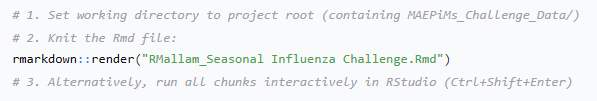 # 1. Set working directory to project root (containing MAEPiMs_Challenge_Data/)
# 2. Knit the Rmd file:
rmarkdown::render("RMallam_Seasonal Influenza Challenge.Rmd")
# 3. Alternatively, run all chunks interactively in RStudio (Ctrl+Shift+Enter)